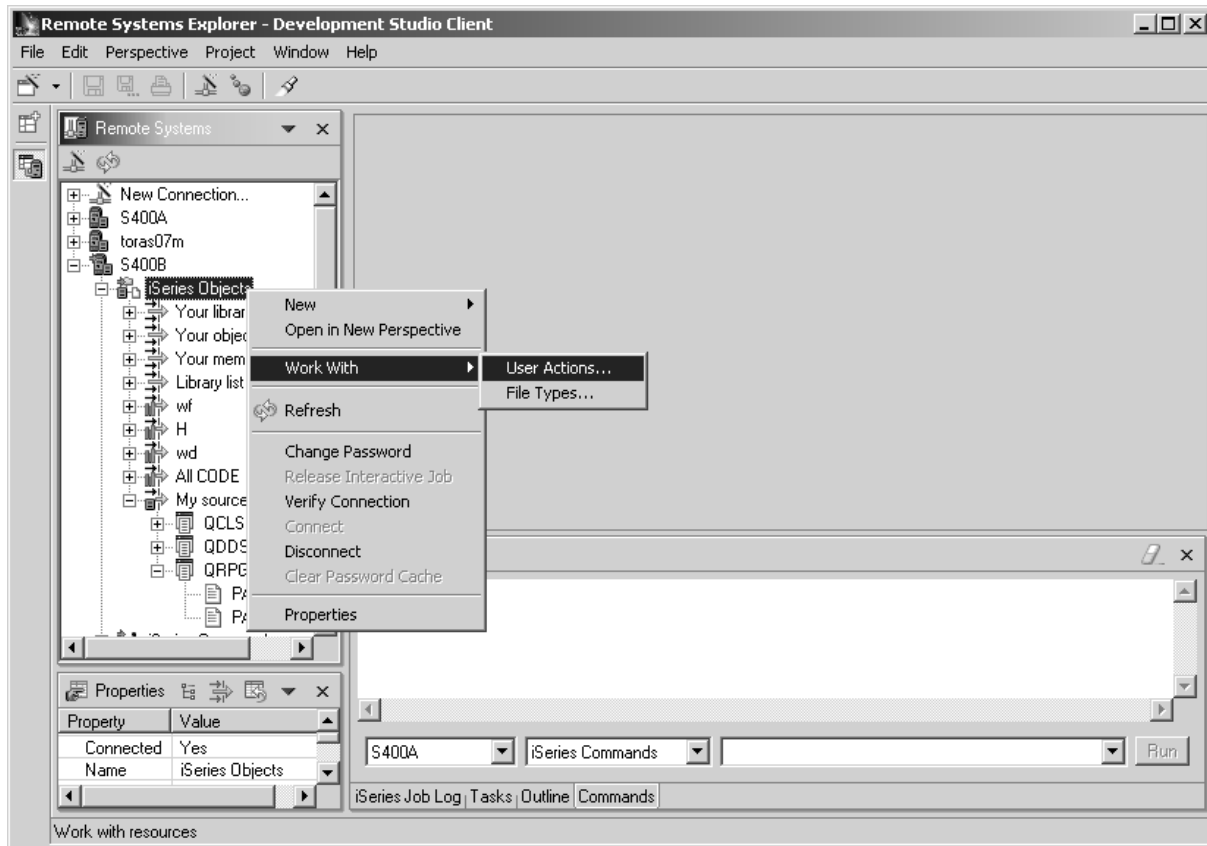 Remote Systems Explorer - Development Studio Client
File Edit Perspective Project Window Help
Remote Systems
New Connection...
S400A
toras07m
S400B
iSeries Objects
Your librar
Your objec
Your mem
Library list
wf
H
wd
All CODE
My source
QCLS
QDDS
QRPG
PA
PA
New
Open in New Perspective
Work With
Refresh
Change Password
Release Interactive Job
Verify Connection
Connect
Disconnect
Clear Password Cache
Properties
User Actions...
File Types...
Properties
Property Value
Connected Yes
Name iSeries Objects
S400A iSeries Commands Run
iSeries Job Log Tasks Outline Commands
Work with resources